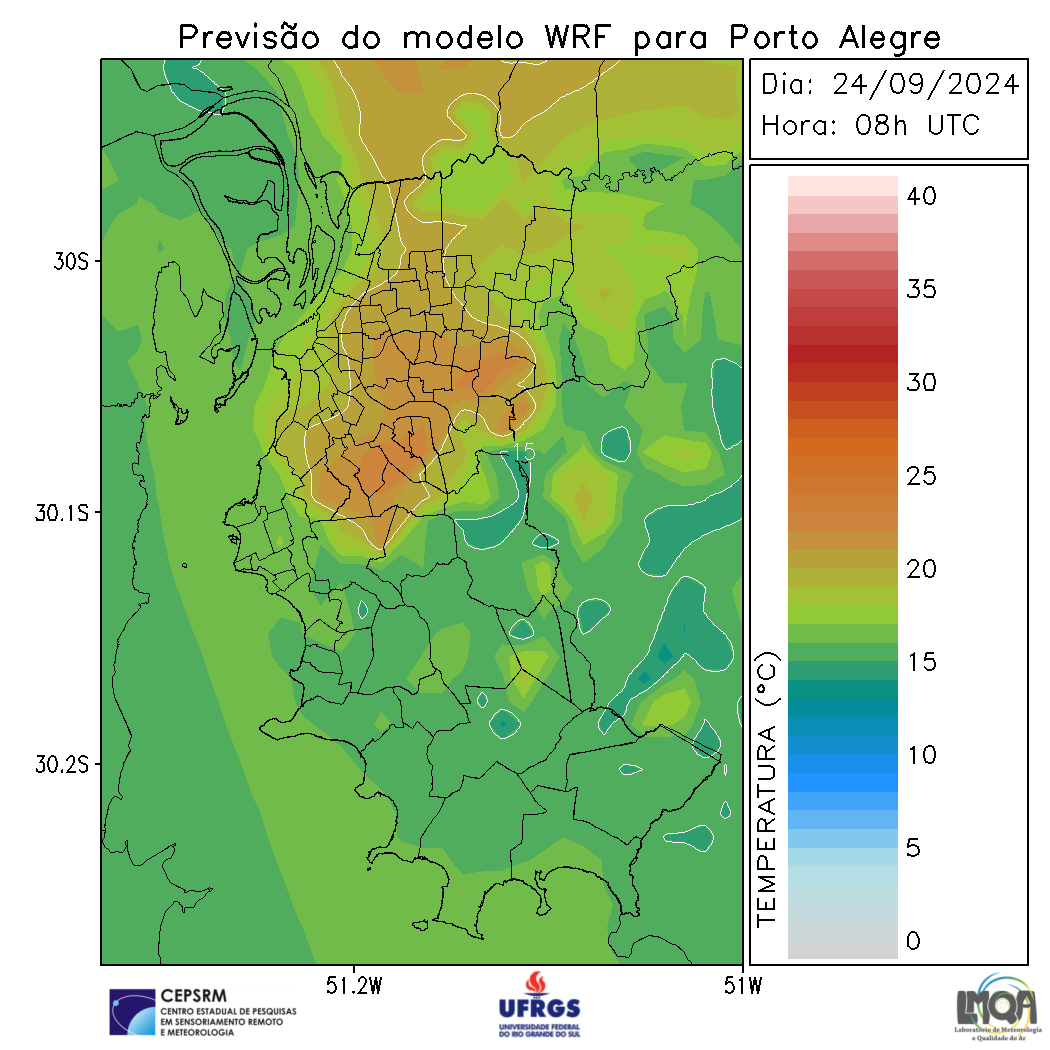 Previsão do modelo WRF para Porto Alegre
Dia: 24/09/2024
Hora: 08h UTC
40
35
30
25
20
15
10
5
0
TEMPERATURA (°C)
30S
30.1S
30.2S
15
51.2W
51W
CEPSRM
CENTRO ESTADUAL DE PESQUISAS
EM SENSORIAMENTO REMOTO
E METEOROLOGIA
UFRGS
UNIVERSIDADE FEDERAL
DO RIO GRANDE DO SUL
LMQA
Laboratório de Meteorologia
e Qualidade do Ar